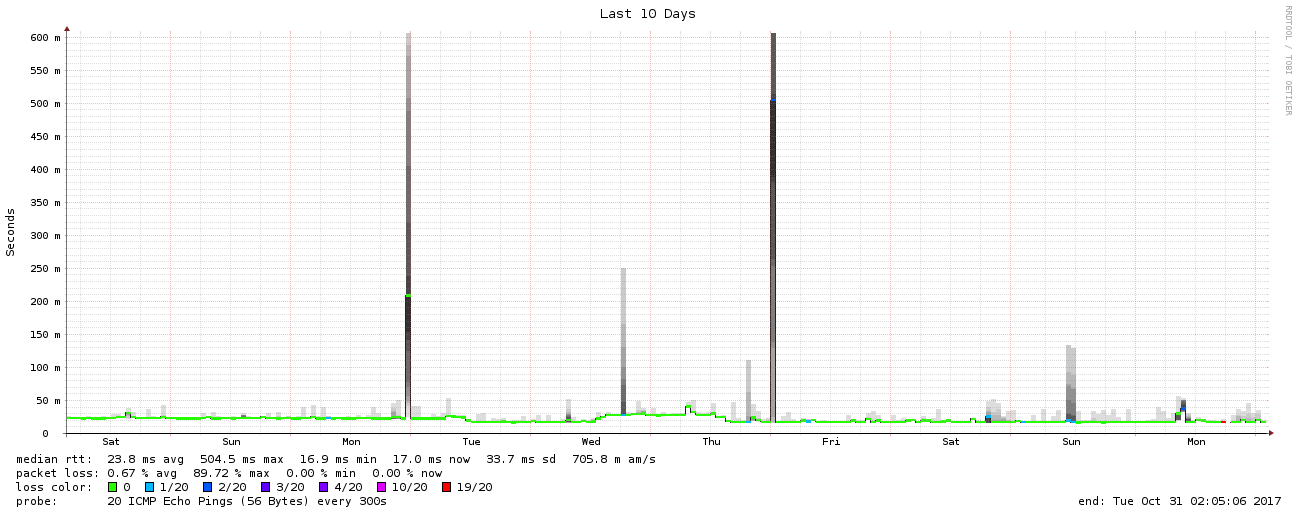 Last 10 Days
RRDTOOL / TOBI OETIKER
Seconds
600 m
550 m
500 m
450 m
400 m
350 m
300 m
250 m
200 m
150 m
100 m
50 m
0
Sat Sun Mon Tue Wed Thu Fri Sat Sun Mon
median rtt: 23.8 ms avg 504.5 ms max 16.9 ms min 17.0 ms now 33.7 ms sd 705.8 m am/s
packet loss: 0.67 % avg 89.72 % max 0.00 % min 0.00 % now
loss color: 0 1/20 2/20 3/20 4/20 10/20 19/20
probe: 20 ICMP Echo Pings (56 Bytes) every 300s end: Tue Oct 31 02:05:06 2017